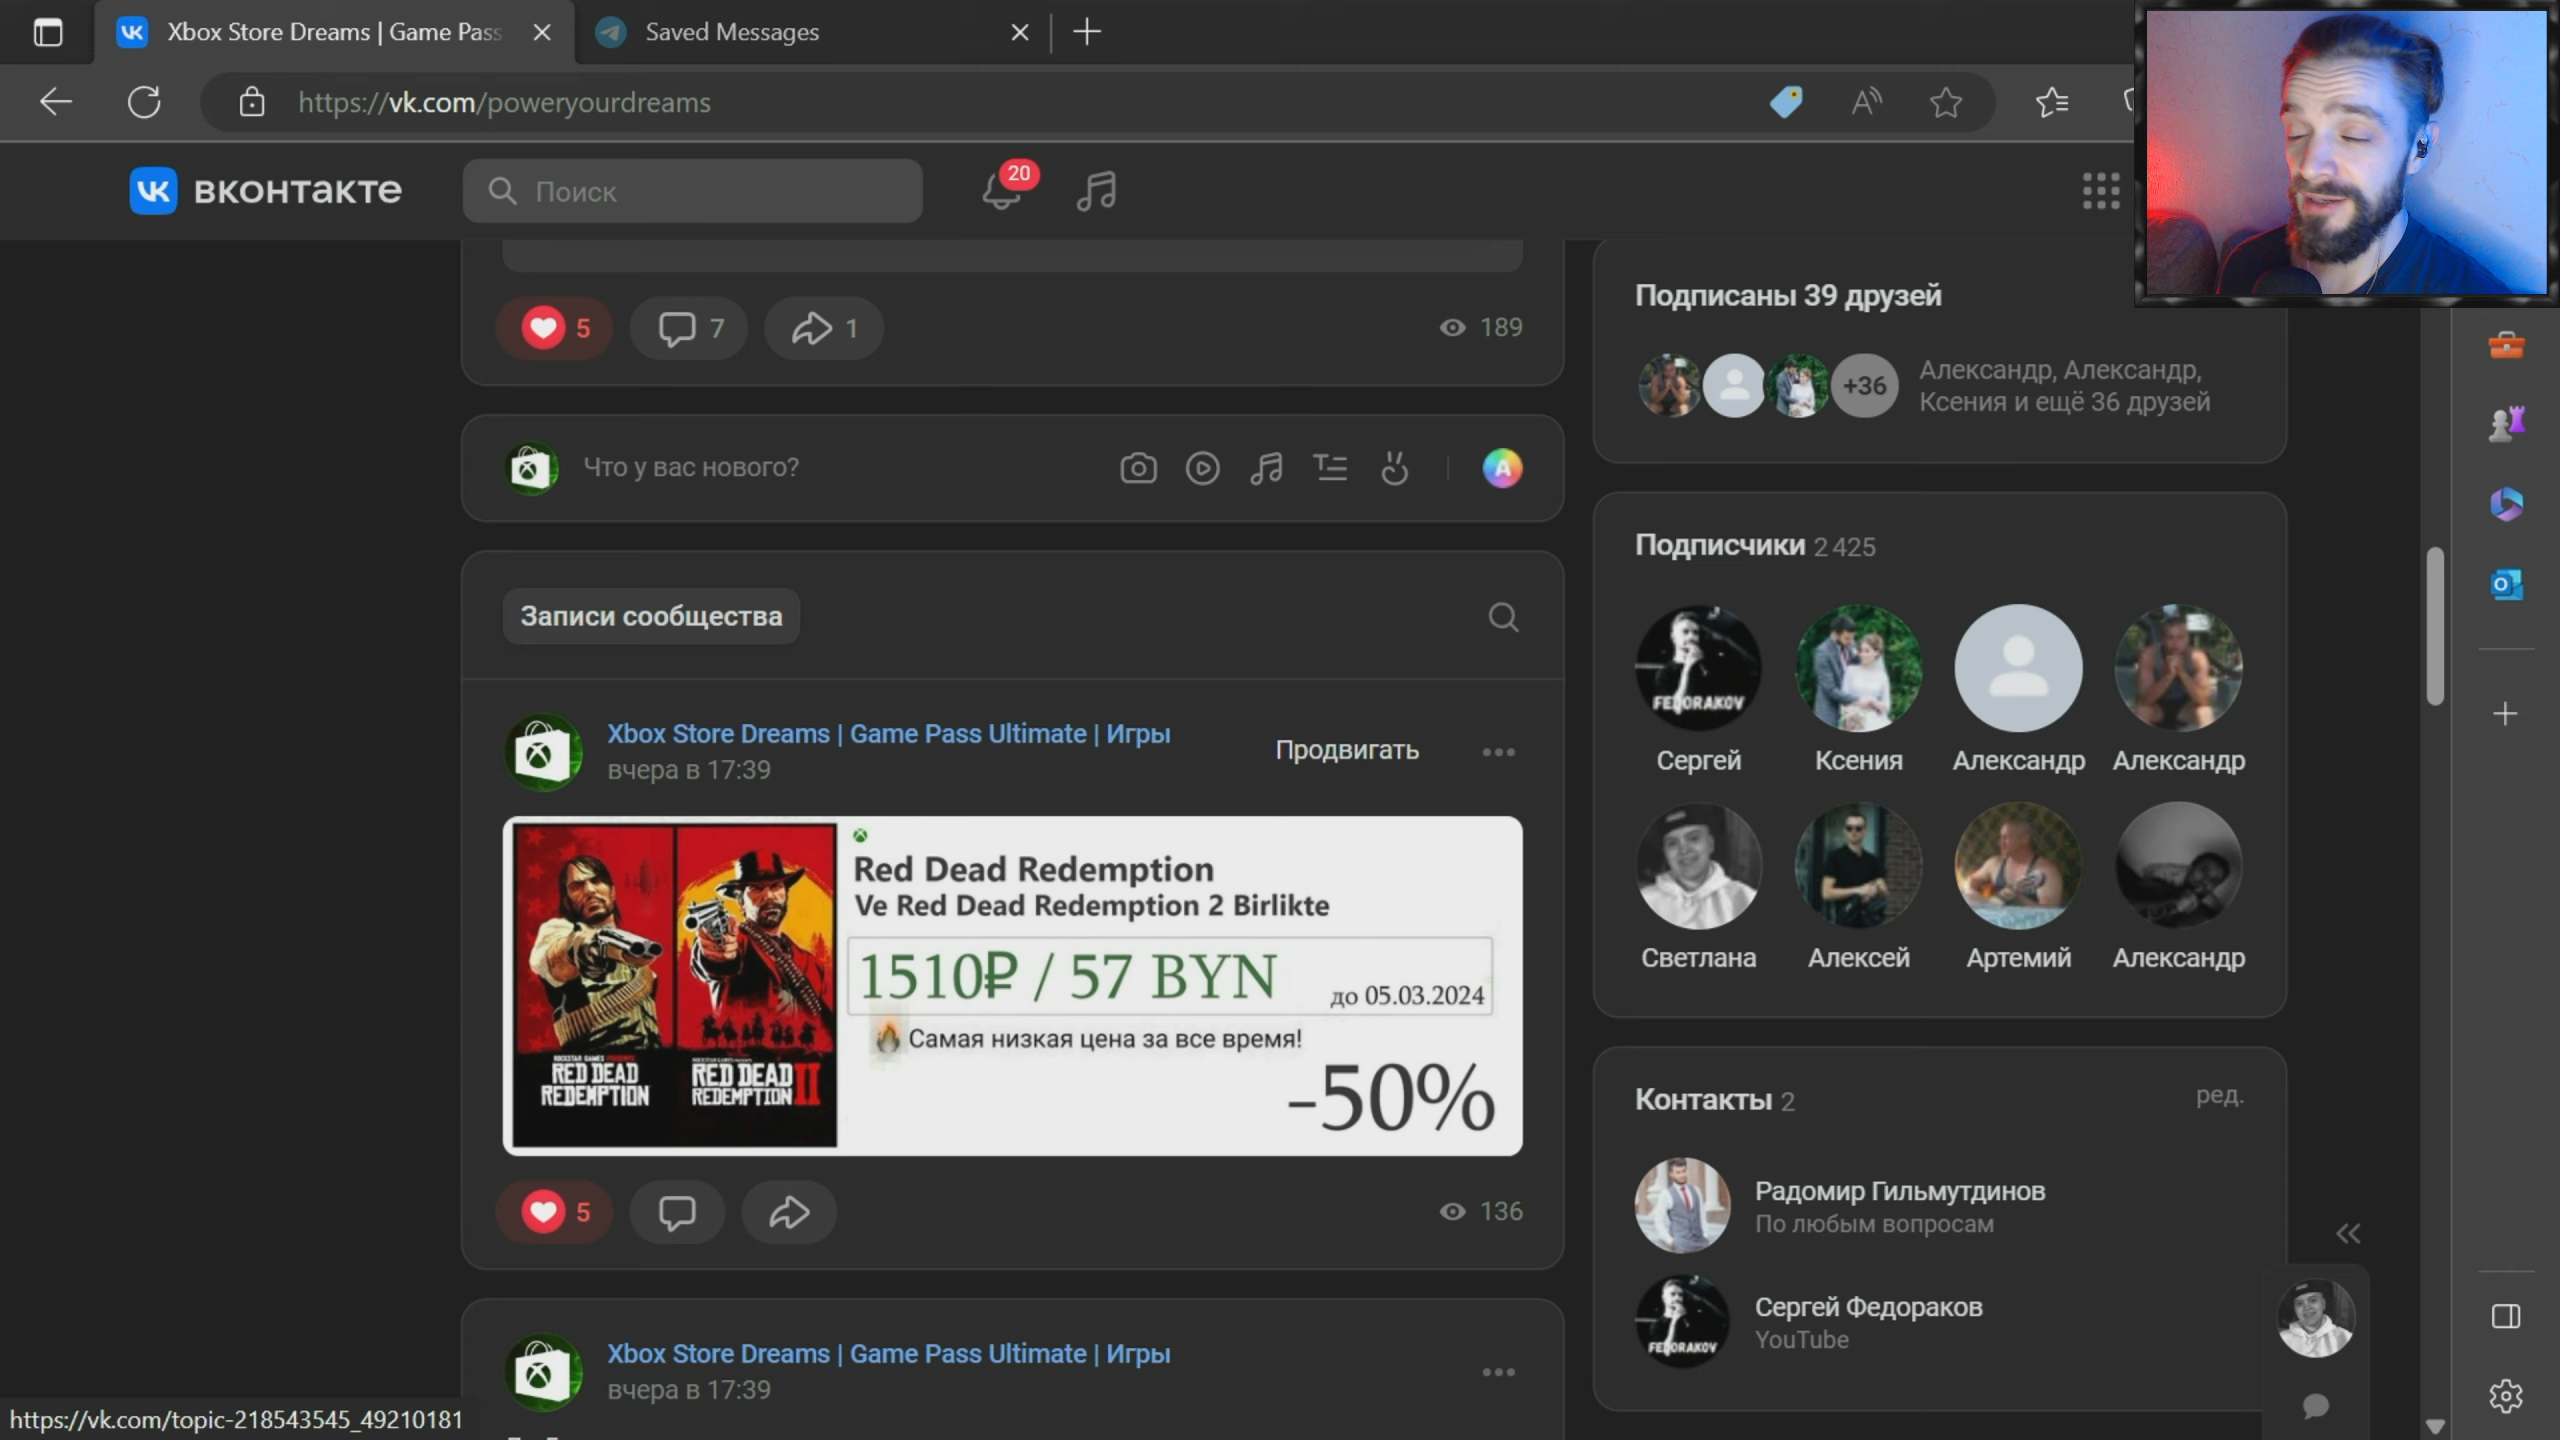 Xbox Store Dreams | Game Pass
Saved Messages
https://vk.com/poweryourdreams
вконтакте
Поиск
20
5
7
1
189
Что у вас нового?
Записи сообщества
Xbox Store Dreams | Game Pass Ultimate | Игры
вчера в 17:39
Продвигать
Red Dead Redemption
Ve Red Dead Redemption 2 Birlikte
1510₽ / 57 BYN
до 05.03.2024
Самая низкая цена за все время!
-50%
ROCKSTAR GAMES PRESENTS
RED DEAD
REDEMPTION
RED DEAD
REDEMPTION II
5
136
Xbox Store Dreams | Game Pass Ultimate | Игры
вчера в 17:39
Подписаны 39 друзей
+36
Александр, Александр,
Ксения и ещё 36 друзей
Подписчики 2 425
FEDORAKOV
Сергей
Ксения
Александр
Александр
Светлана
Алексей
Артемий
Александр
Контакты 2
ред.
Радомир Гильмутдинов
По любым вопросам
FEDORAKOV
Сергей Федораков
YouTube
https://vk.com/topic-218543545_49210181